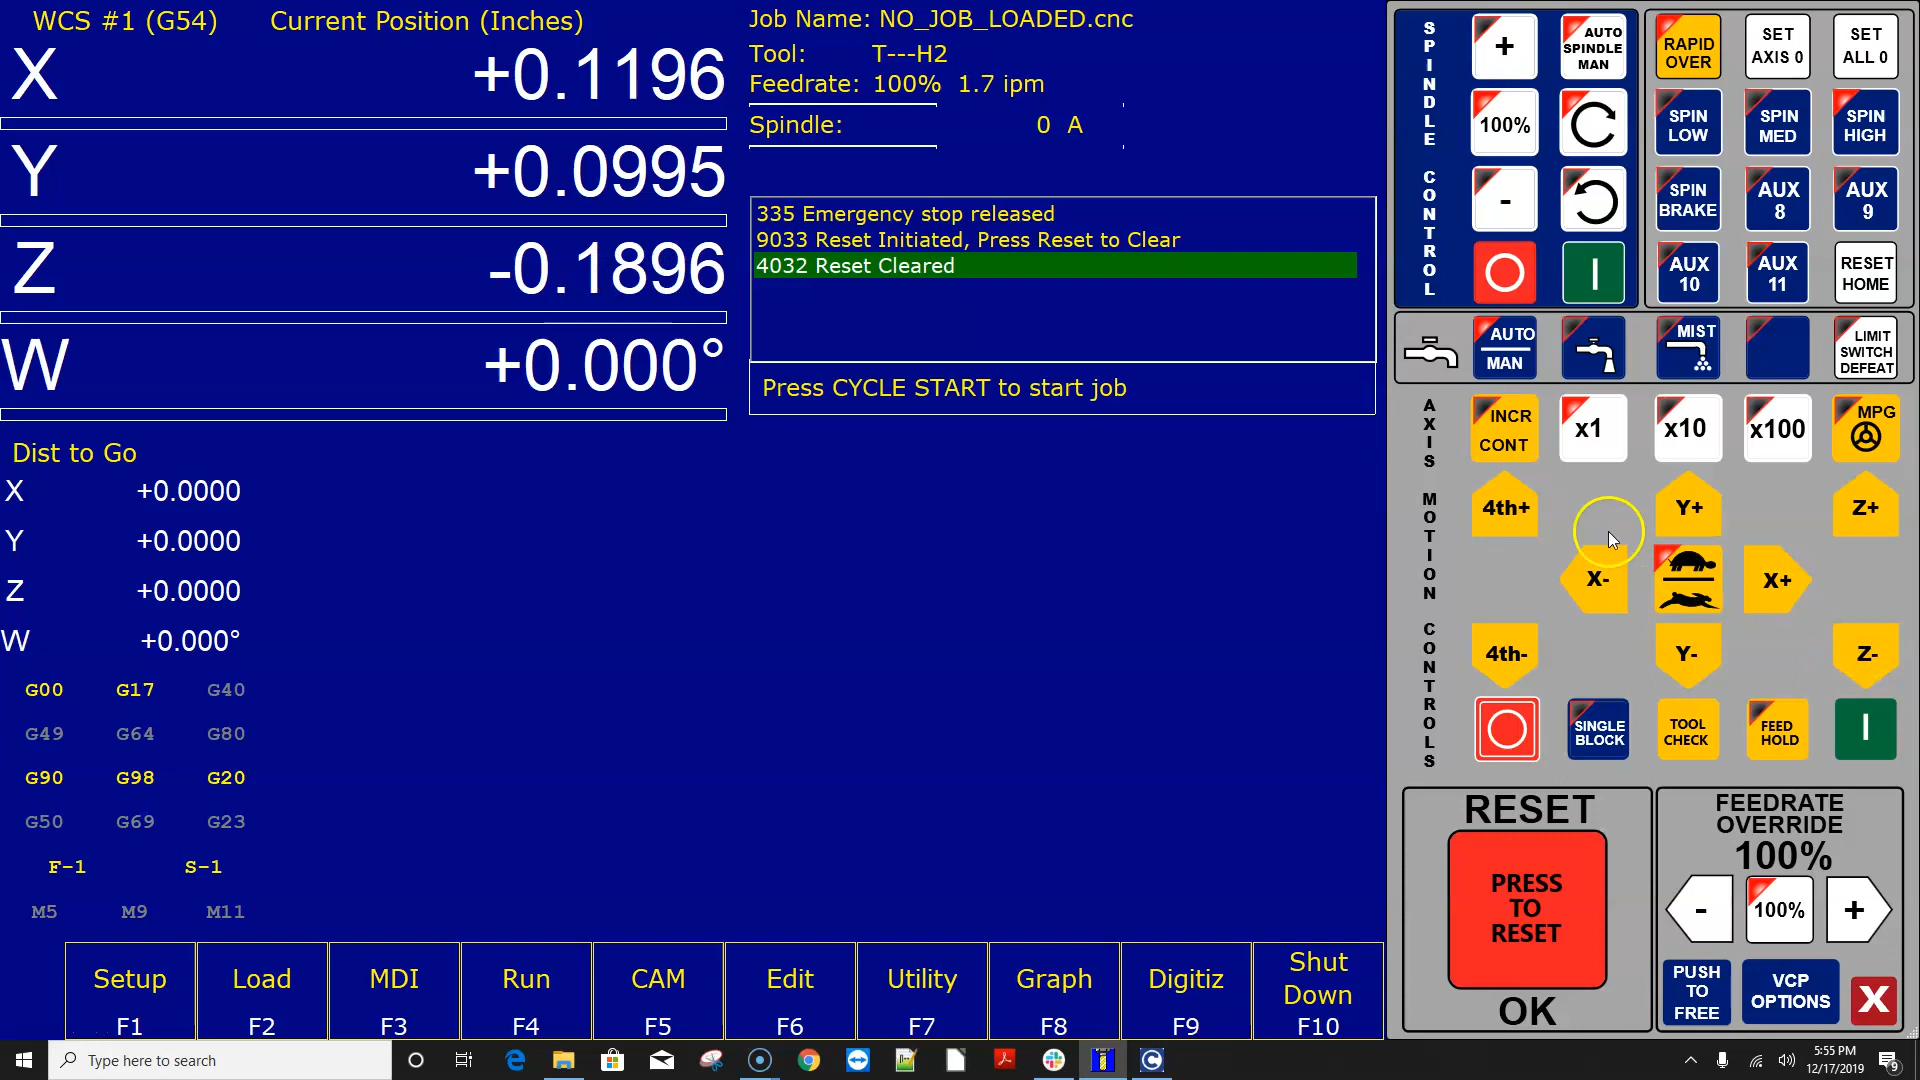 WCS #1 (G54) Current Position (Inches)
X +0.1196
Y +0.0995
Z -0.1896
W +0.000°
Dist to Go
X +0.0000
Y +0.0000
Z +0.0000
W +0.000°
G00 G17 G40
G49 G64 G80
G90 G98 G20
G50 G69 G23
F-1 S-1
M5 M9 M11
Job Name: NO_JOB_LOADED.cnc
Tool: T---H2
Feedrate: 100% 1.7 ipm
Spindle: 0 A
335 Emergency stop released
9033 Reset Initiated, Press Reset to Clear
4032 Reset Cleared
Press CYCLE START to start job
Setup Load MDI Run CAM Edit Utility Graph Digitiz Shut
Down
F1 F2 F3 F4 F5 F6 F7 F8 F9 F10
SPINDLE CONTROL
+
AUTO
SPINDLE
MAN
100%
-
RAPID
OVER
SET
AXIS 0
SET
ALL 0
SPIN
LOW
SPIN
MED
SPIN
HIGH
SPIN
BRAKE
AUX
8
AUX
9
AUX
10
AUX
11
RESET
HOME
AUTO
MAN
MIST
LIMIT
SWITCH
DEFEAT
AXIS MOTION CONTROLS
INCR
CONT
x1
x10
x100
MPG
4th+
Y+
Z+
X-
X+
4th-
Y-
Z-
SINGLE
BLOCK
TOOL
CHECK
FEED
HOLD
RESET
PRESS
TO
RESET
OK
FEEDRATE
OVERRIDE
100%
-
100%
+
PUSH
TO
FREE
VCP
OPTIONS
X
Type here to search
5:55 PM
12/17/2019
9